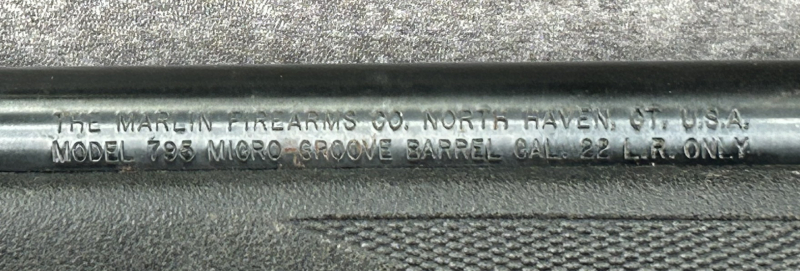 THE MARLIN FIREARMS CO. NORTH HAVEN, CT. U.S.A.
MODEL 795 MICRO-GROOVE BARREL CAL. 22 L.R. ONLY